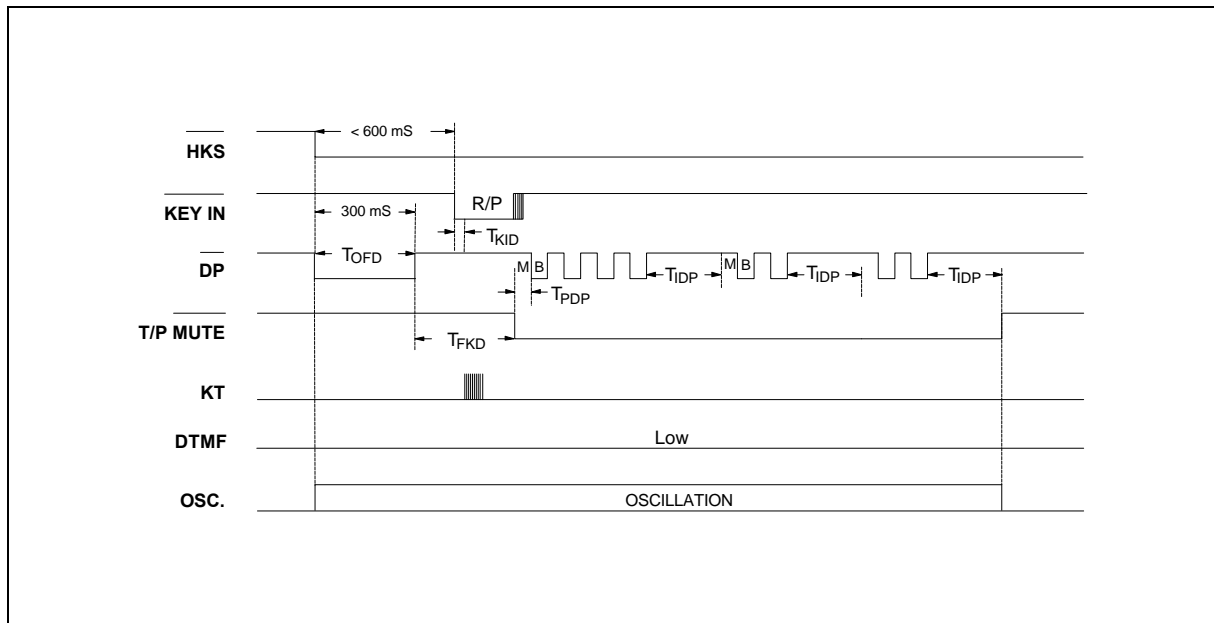 < 600 mS
HKS
KEY IN
R/P
300 mS
TKID
DP
TOFD
M B
TIDP
M B
TIDP
TIDP
TPDP
T/P MUTE
TFKD
KT
DTMF
Low
OSC.
OSCILLATION